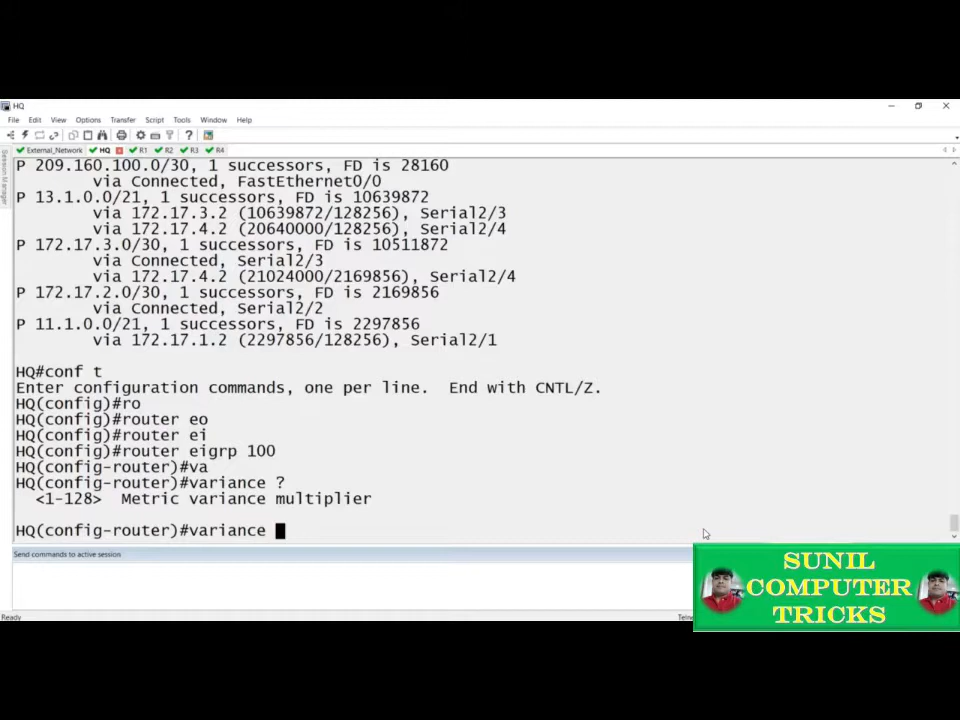 HQ
File Edit View Options Transfer Script Tools Window Help
External_Network HQ R1 R2 R3 R4
Session Manager
P 209.160.100.0/30, 1 successors, FD is 28160
via Connected, FastEthernet0/0
P 13.1.0.0/21, 1 successors, FD is 10639872
via 172.17.3.2 (10639872/128256), Serial2/3
via 172.17.4.2 (20640000/128256), Serial2/4
P 172.17.3.0/30, 1 successors, FD is 10511872
via Connected, Serial2/3
via 172.17.4.2 (21024000/2169856), Serial2/4
P 172.17.2.0/30, 1 successors, FD is 2169856
via Connected, Serial2/2
P 11.1.0.0/21, 1 successors, FD is 2297856
via 172.17.1.2 (2297856/128256), Serial2/1
HQ#conf t
Enter configuration commands, one per line. End with CNTL/Z.
HQ(config)#ro
HQ(config)#router eo
HQ(config)#router ei
HQ(config)#router eigrp 100
HQ(config-router)#va
HQ(config-router)#variance ?
<1-128> Metric variance multiplier
HQ(config-router)#variance
Send commands to active session
Ready
SUNIL
COMPUTER
TRICKS